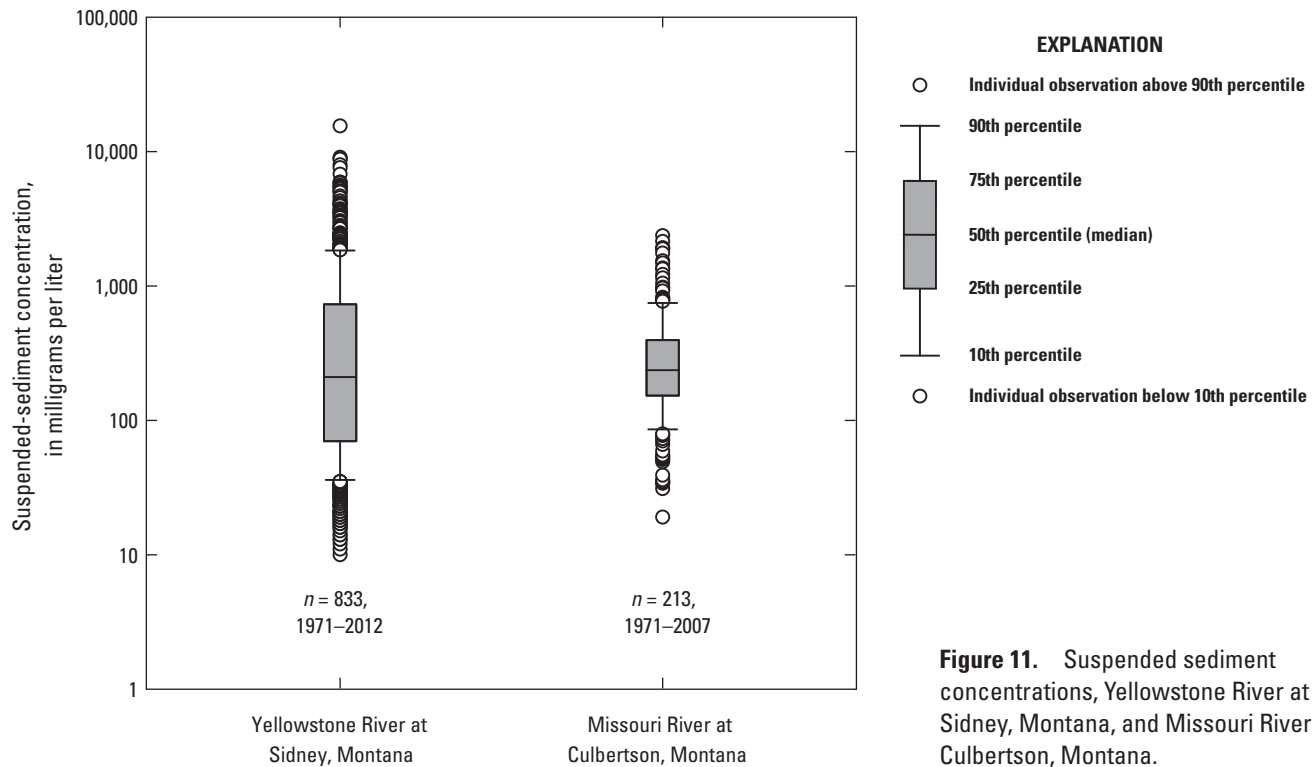 Suspended-sediment concentration,
in milligrams per liter
100,000
10,000
1,000
100
10
1
n = 833,
1971–2012
n = 213,
1971–2007
Yellowstone River at
Sidney, Montana
Missouri River at
Culbertson, Montana
EXPLANATION
Individual observation above 90th percentile
90th percentile
75th percentile
50th percentile (median)
25th percentile
10th percentile
Individual observation below 10th percentile
Figure 11. Suspended sediment
concentrations, Yellowstone River at
Sidney, Montana, and Missouri River
Culbertson, Montana.